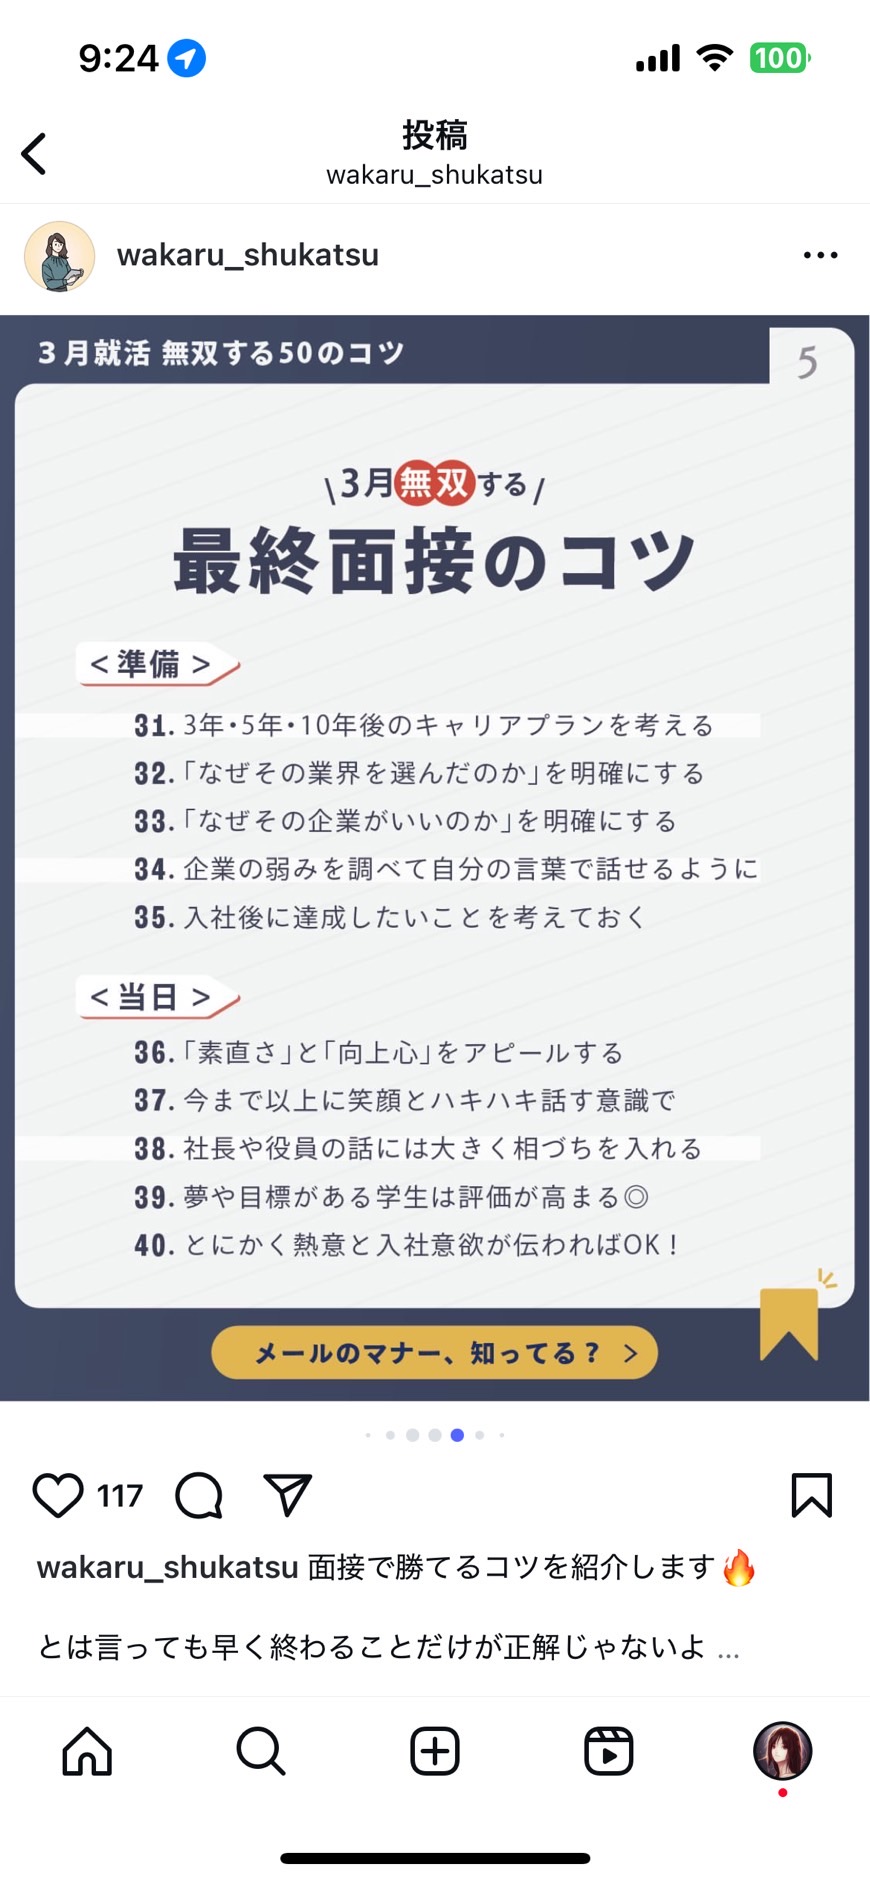 9:24
100
投稿
wakaru_shukatsu
wakaru_shukatsu
3月就活 無双する50のコツ
5
\3月無双する/
最終面接のコツ
<準備>
31. 3年・5年・10年後のキャリアプランを考える
32.「なぜその業界を選んだのか」を明確にする
33.「なぜその企業がいいのか」を明確にする
34. 企業の弱みを調べて自分の言葉で話せるように
35. 入社後に達成したいことを考えておく
<当日>
36.「素直さ」と「向上心」をアピールする
37. 今まで以上に笑顔とハキハキ話す意識で
38. 社長や役員の話には大きく相づちを入れる
39. 夢や目標がある学生は評価が高まる◎
40. とにかく熱意と入社意欲が伝わればOK!
メールのマナー、知ってる? >
117
wakaru_shukatsu 面接で勝てるコツを紹介します🔥
とは言っても早く終わることだけが正解じゃないよ ...